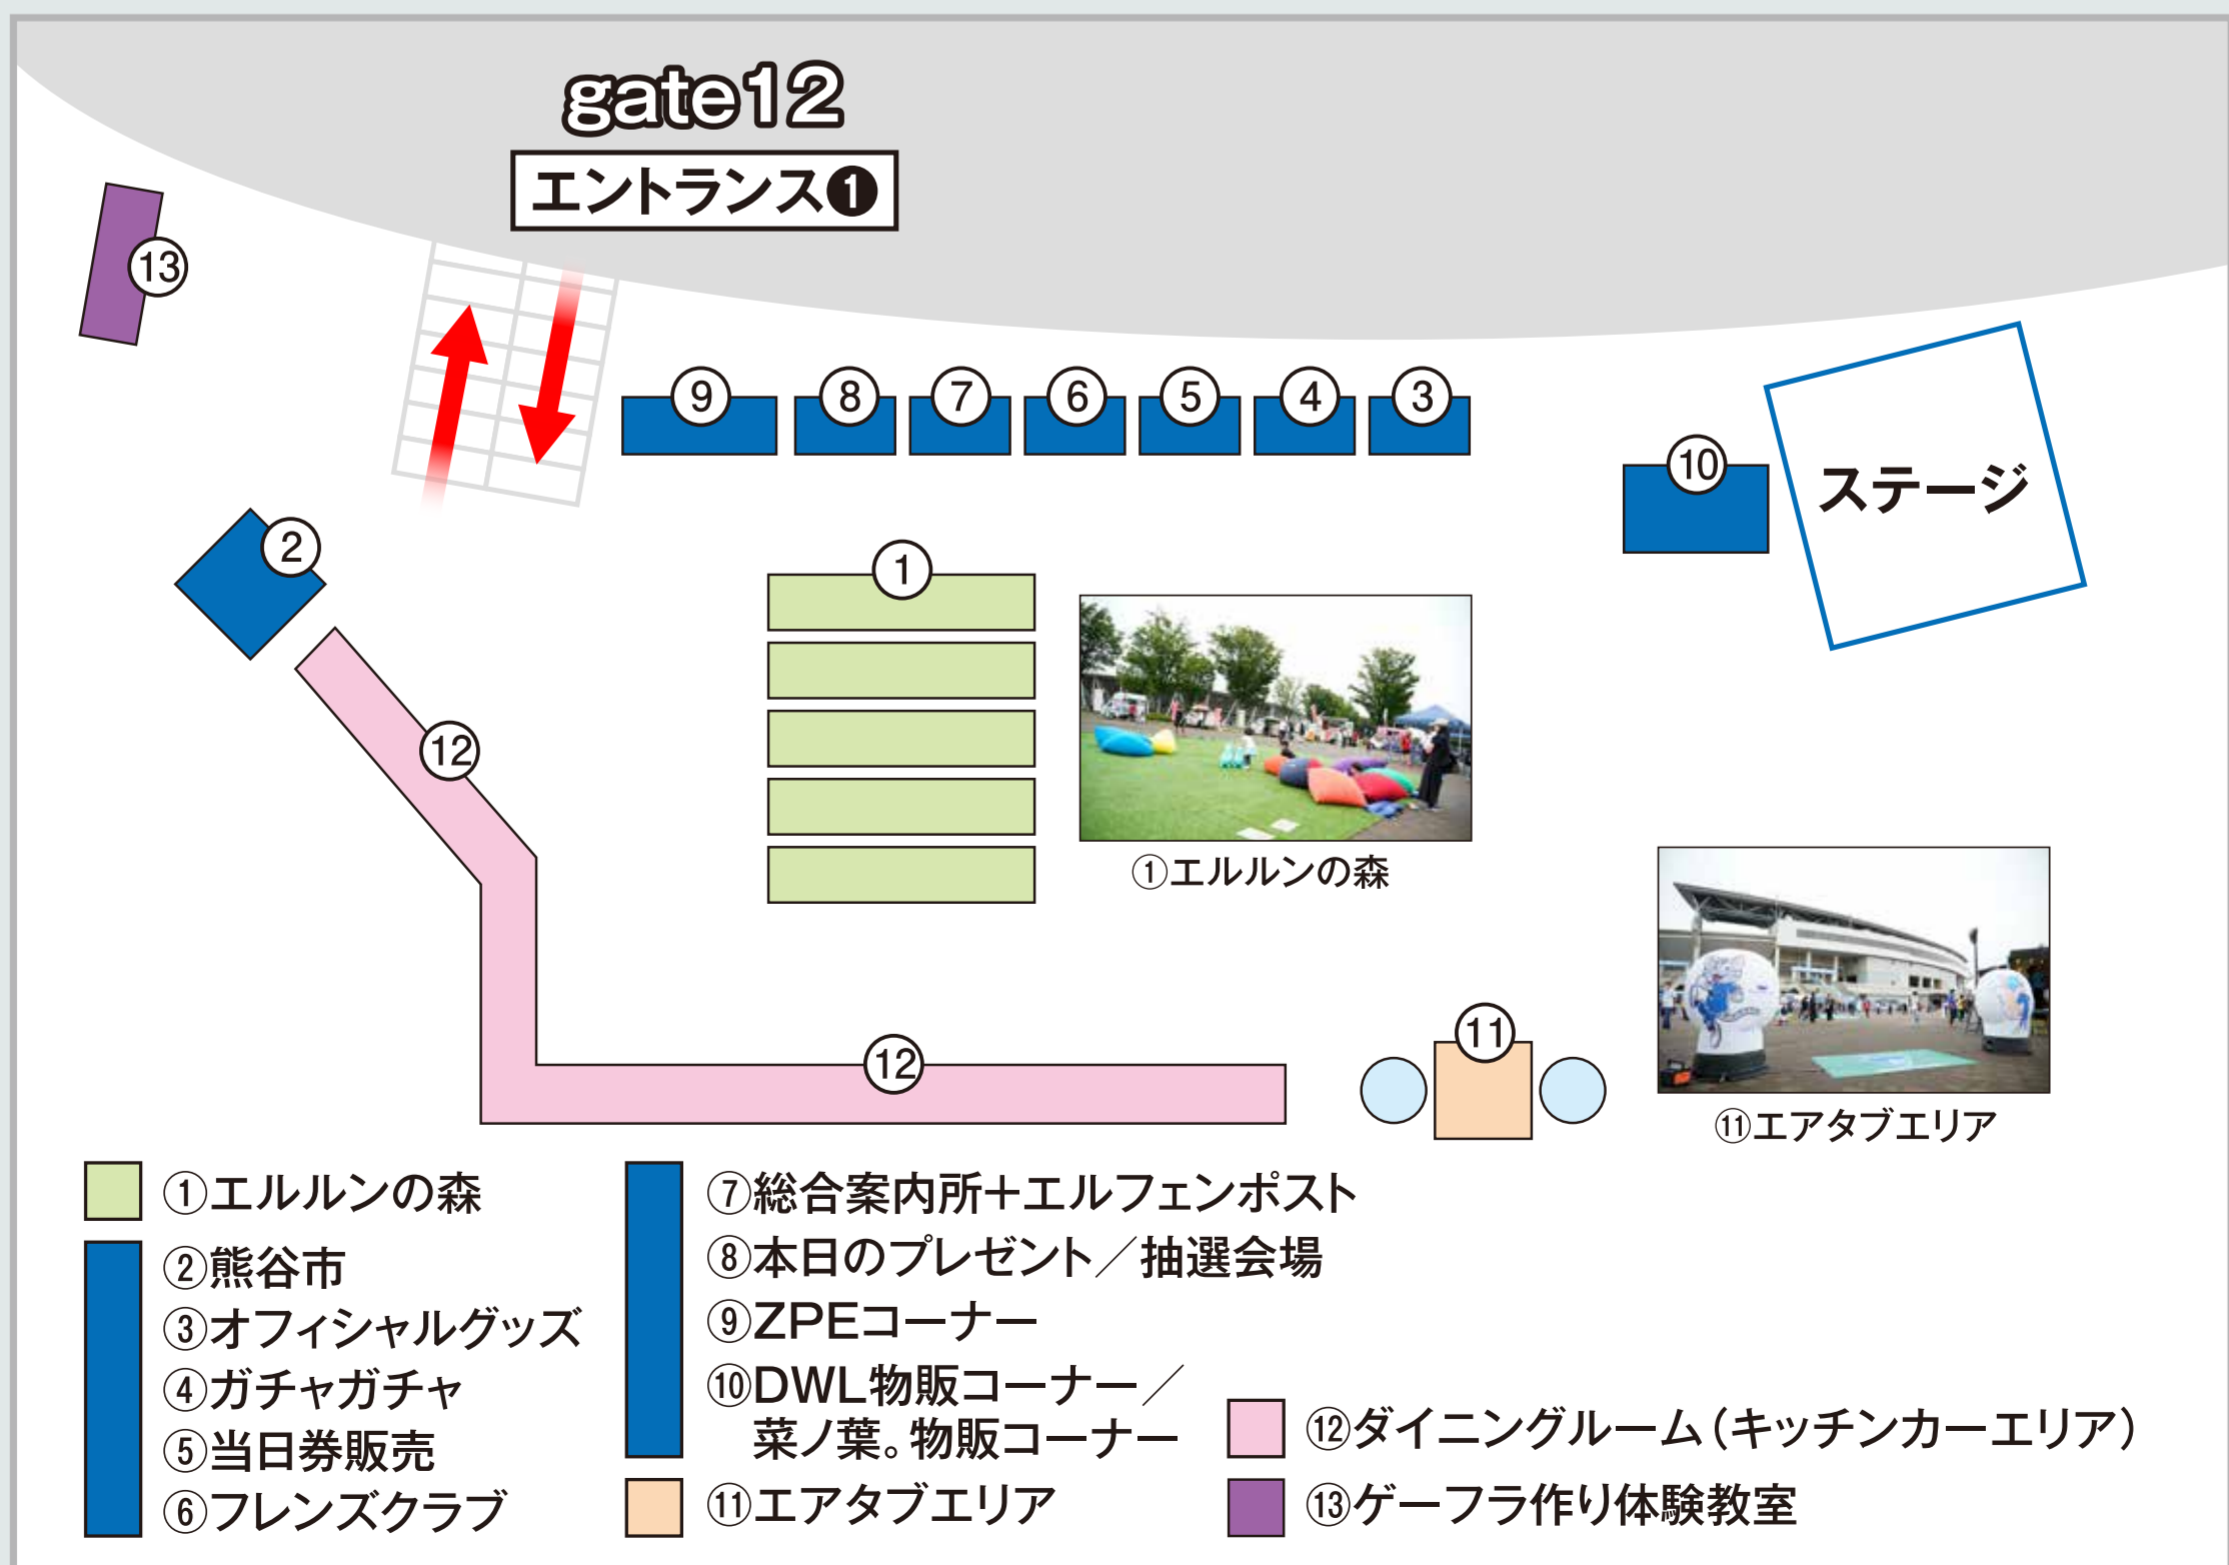 gate12
エントランス❶
⑬
⑨
⑧
⑦
⑥
⑤
④
③
⑩
ステージ
②
①
⑫
①エルルンの森
⑪
⑫
⑪エアタブエリア
①エルルンの森
②熊谷市
③オフィシャルグッズ
④ガチャガチャ
⑤当日券販売
⑥フレンズクラブ
⑦総合案内所+エルフェンポスト
⑧本日のプレゼント／抽選会場
⑨ZPEコーナー
⑩DWL物販コーナー／
菜ノ葉。物販コーナー
⑪エアタブエリア
⑫ダイニングルーム（キッチンカーエリア）
⑬ゲーフラ作り体験教室